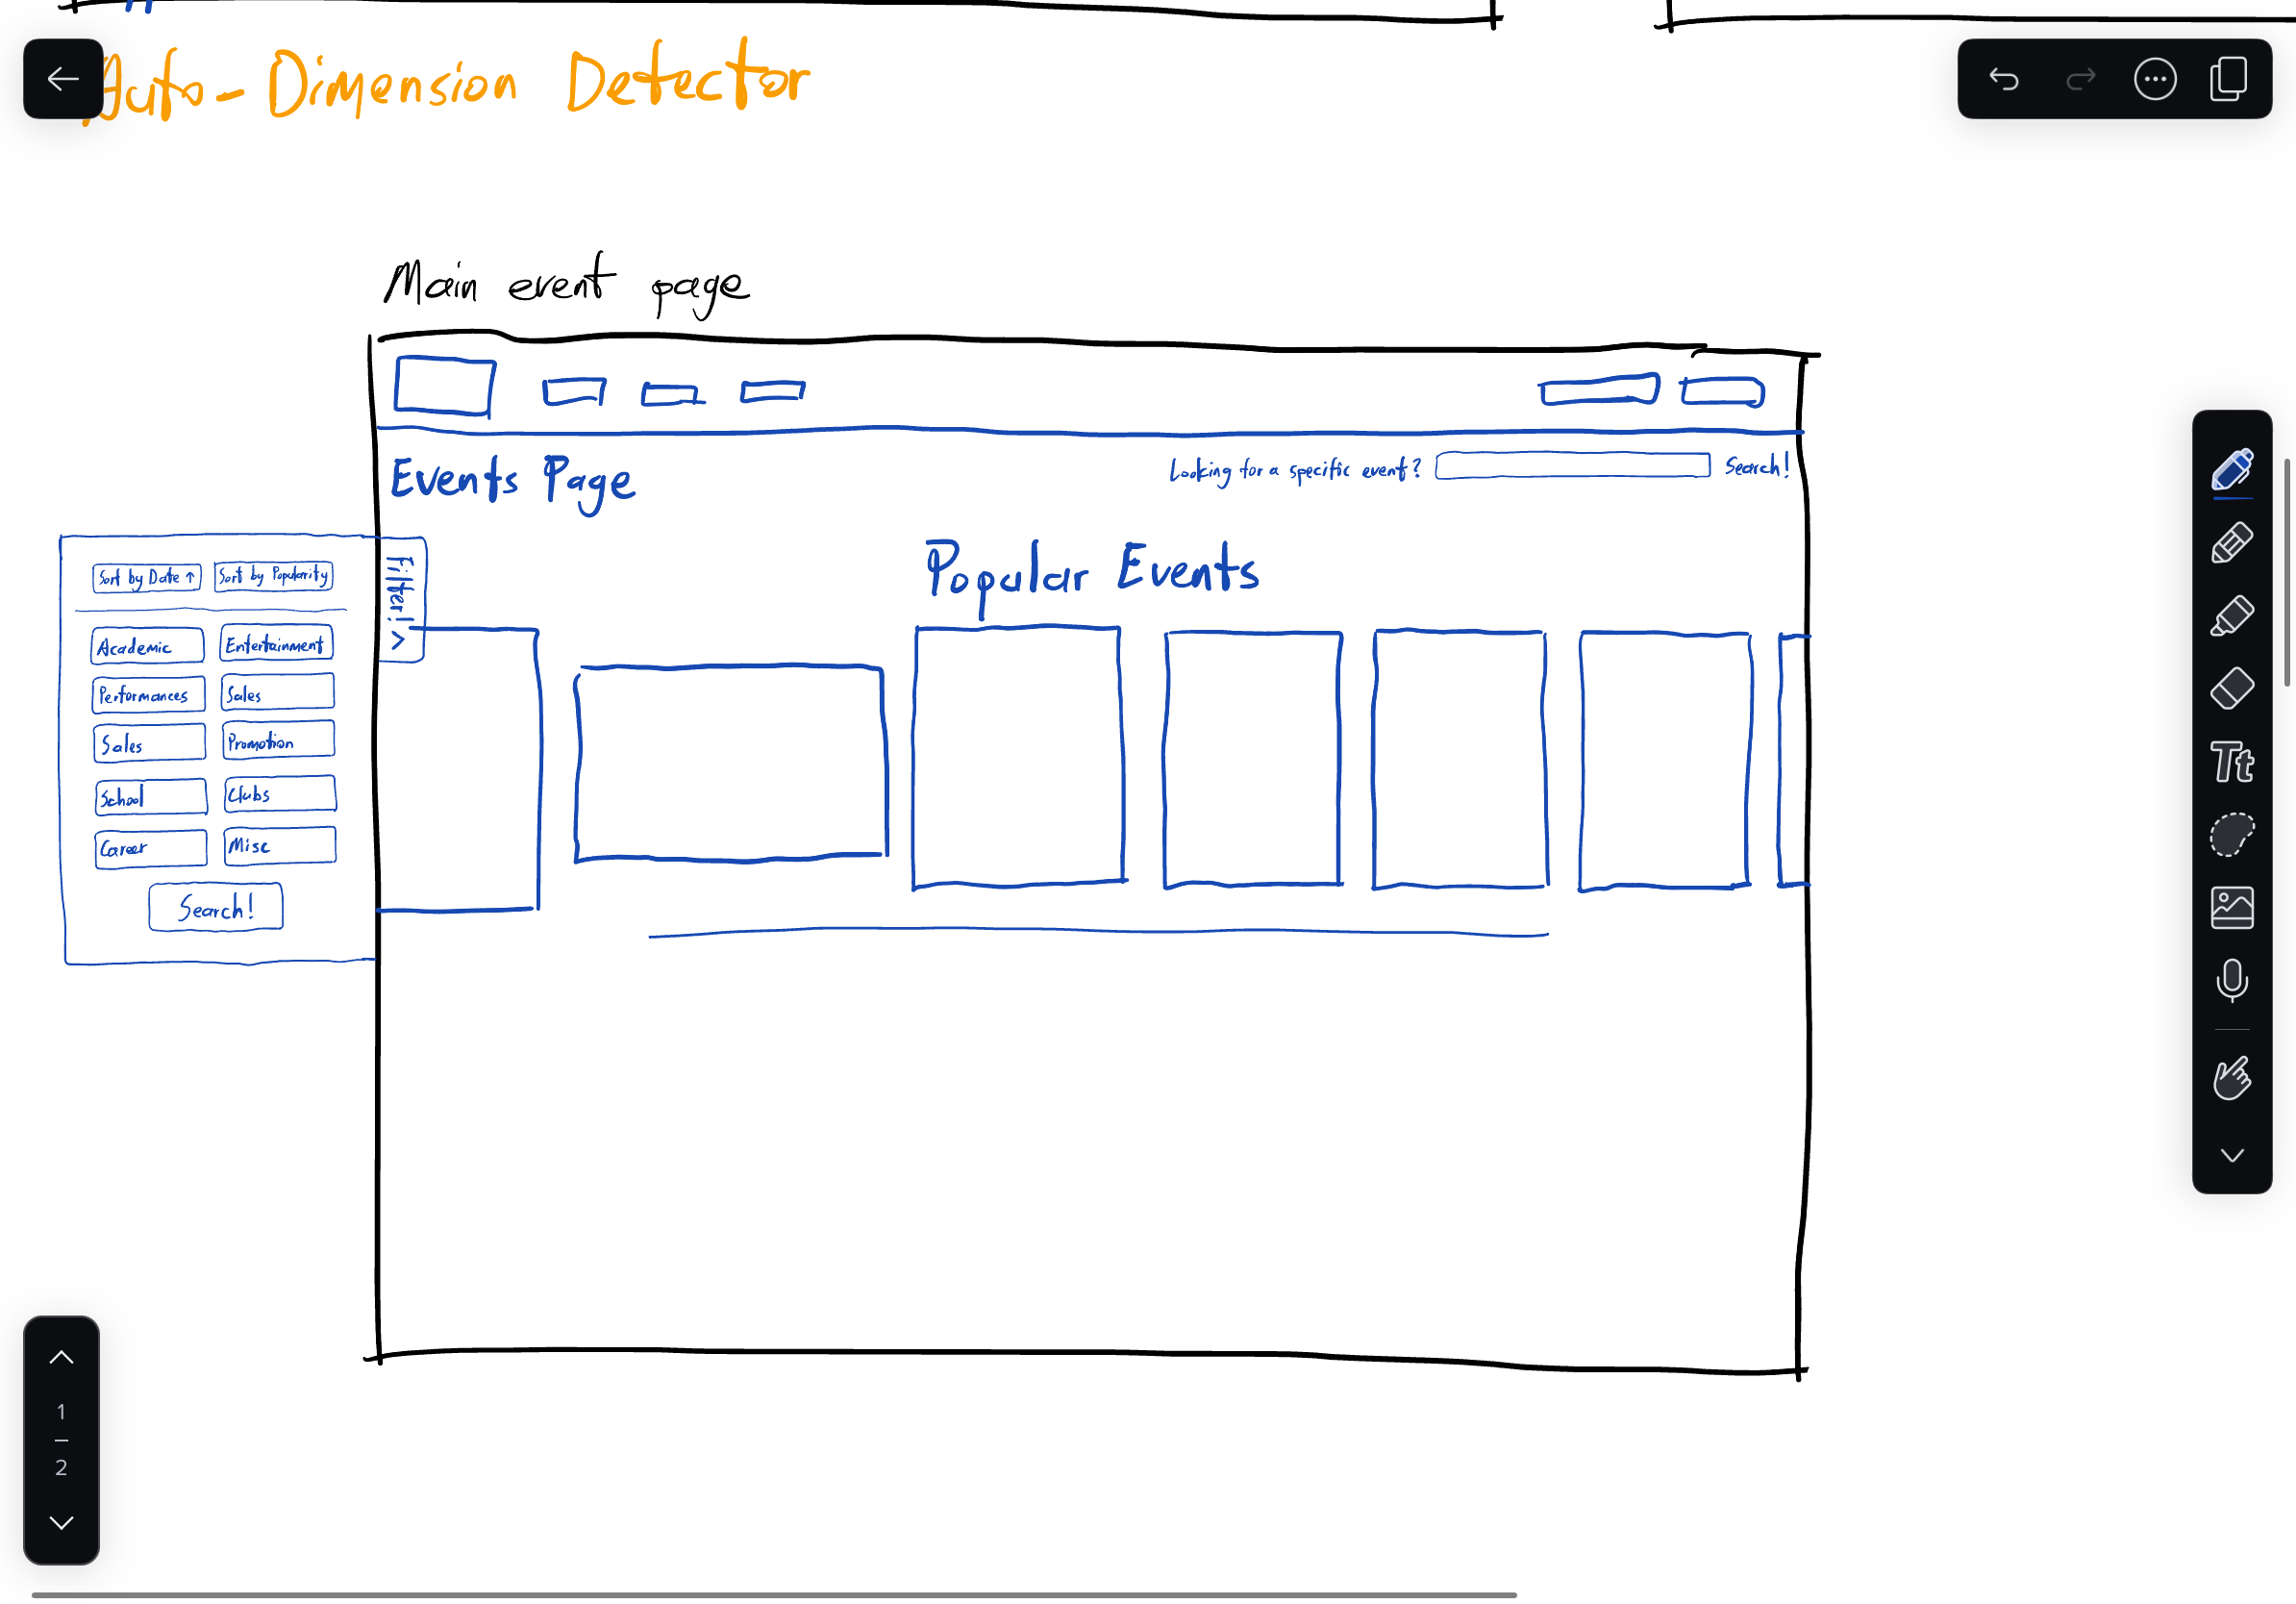 Auto-Dimension Detector
Main event page
Events Page
Looking for a specific event? Search!
Popular Events
Filter! >
Sort by Date ↑ Sort by Popularity
Academic Entertainment
Performances Sales
Sales Promotion
School Clubs
Career Misc
Search!
Tt
1
2